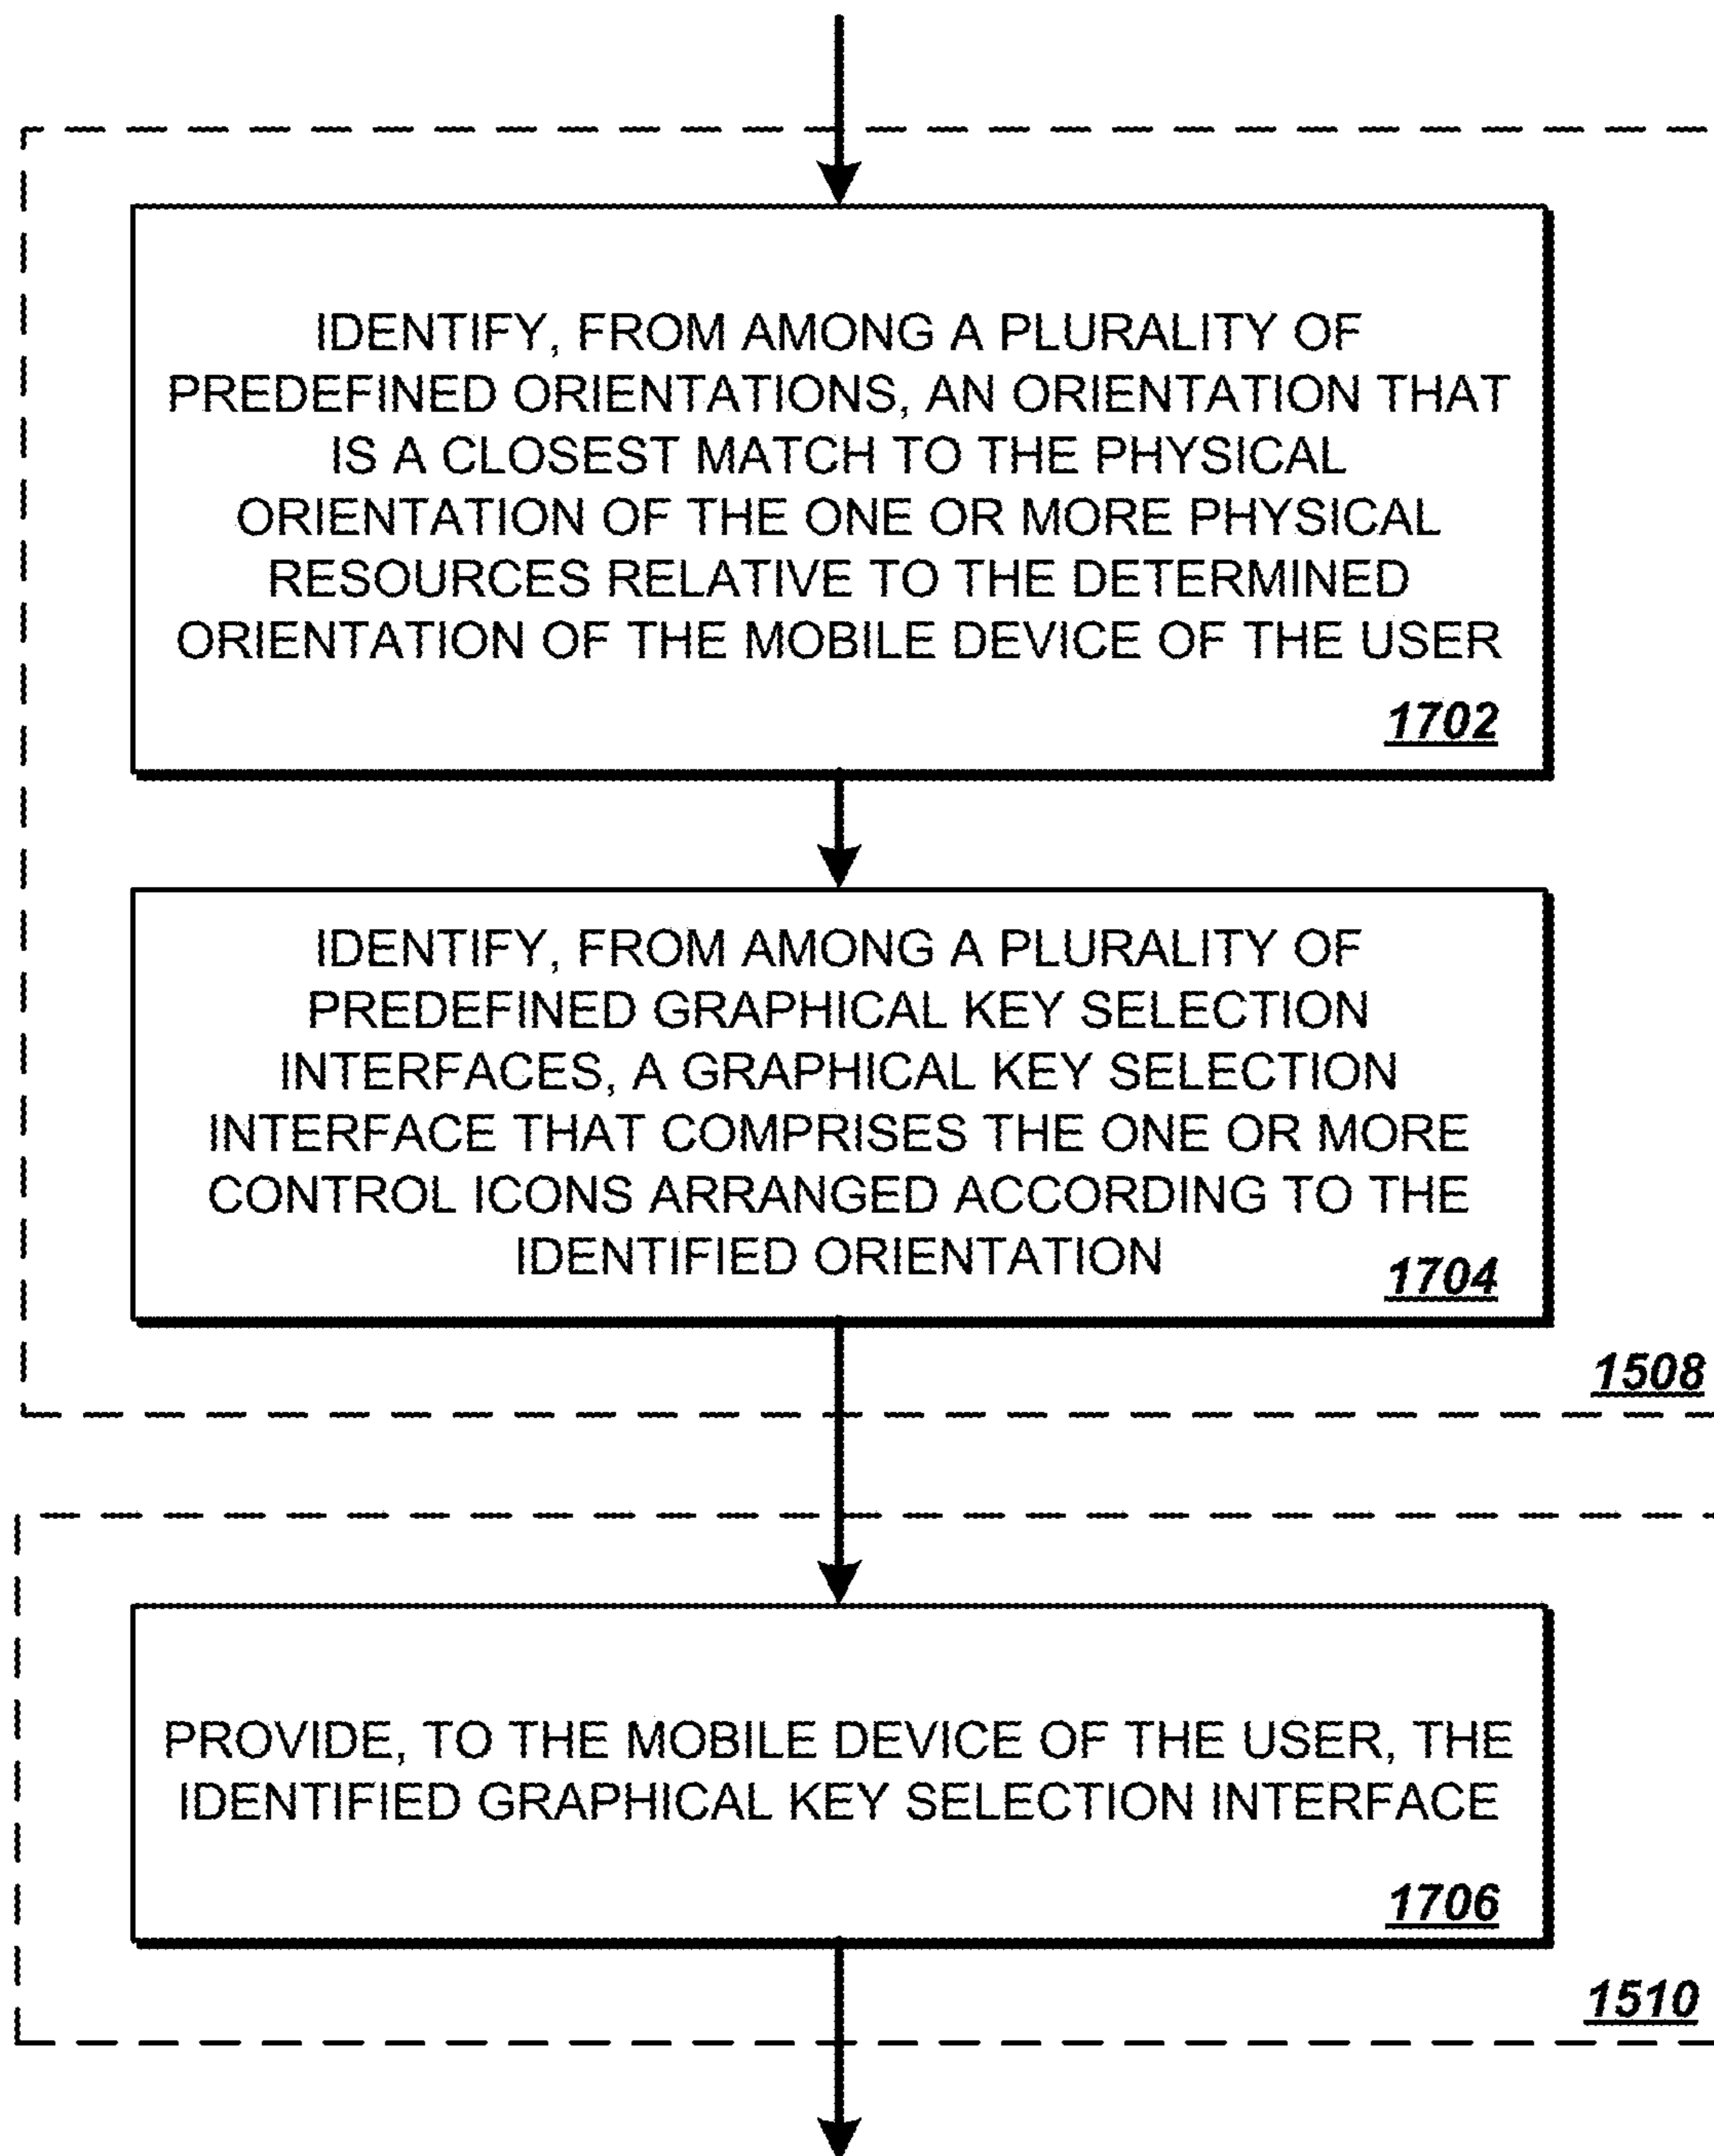 IDENTIFY, FROM AMONG A PLURALITY OF
PREDEFINED ORIENTATIONS, AN ORIENTATION THAT
IS A CLOSEST MATCH TO THE PHYSICAL
ORIENTATION OF THE ONE OR MORE PHYSICAL
RESOURCES RELATIVE TO THE DETERMINED
ORIENTATION OF THE MOBILE DEVICE OF THE USER
1702
IDENTIFY, FROM AMONG A PLURALITY OF
PREDEFINED GRAPHICAL KEY SELECTION
INTERFACES, A GRAPHICAL KEY SELECTION
INTERFACE THAT COMPRISES THE ONE OR MORE
CONTROL ICONS ARRANGED ACCORDING TO THE
IDENTIFIED ORIENTATION
1704
1508
PROVIDE, TO THE MOBILE DEVICE OF THE USER, THE
IDENTIFIED GRAPHICAL KEY SELECTION INTERFACE
1706
1510